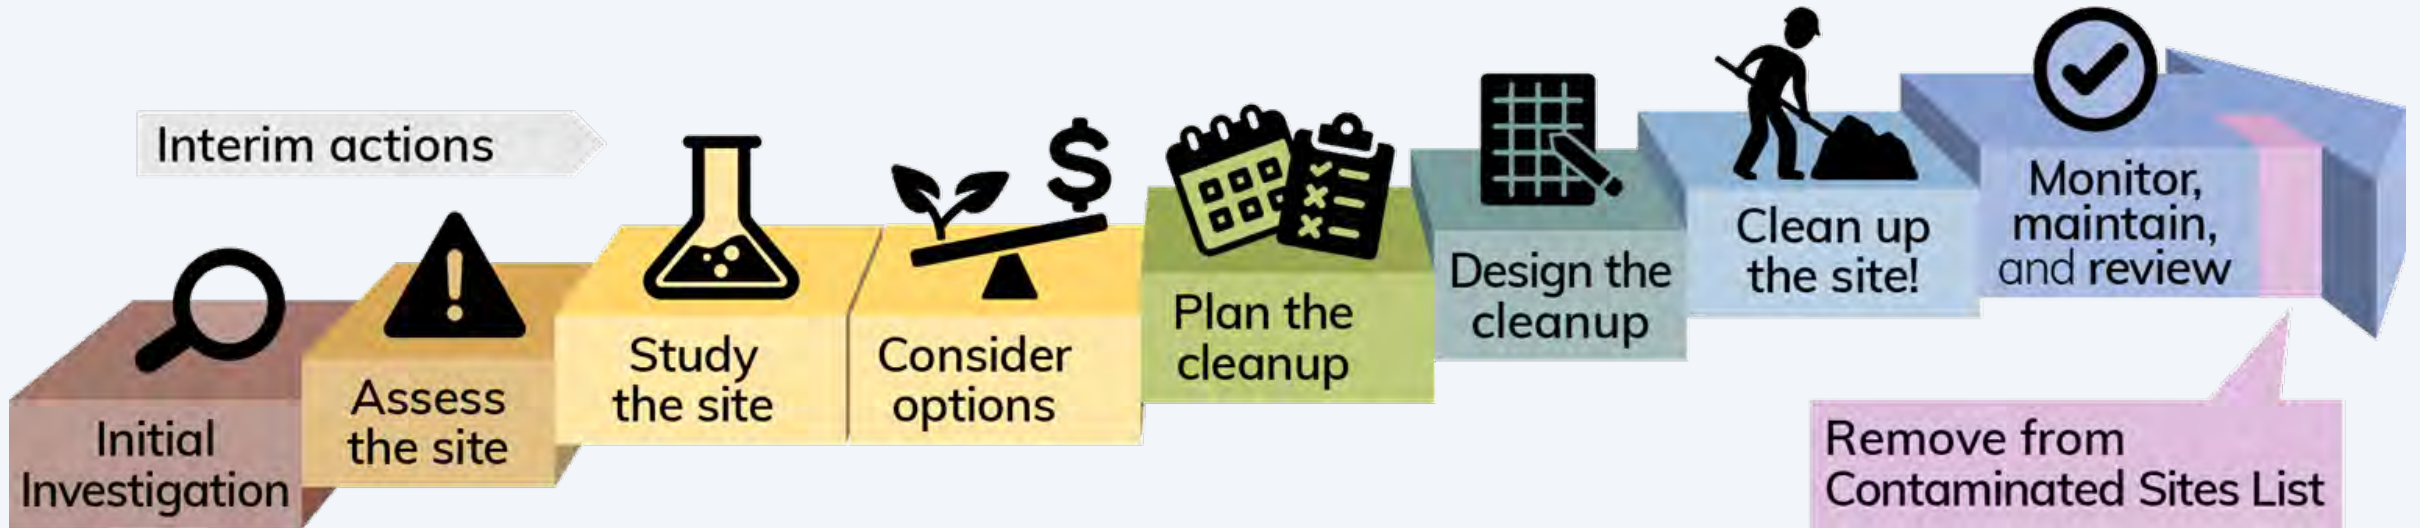 Interim actions
Initial
Investigation
Assess
the site
Study
the site
Consider
options
Plan the
cleanup
Design the
cleanup
Clean up
the site!
Monitor,
maintain,
and review
Remove from
Contaminated Sites List